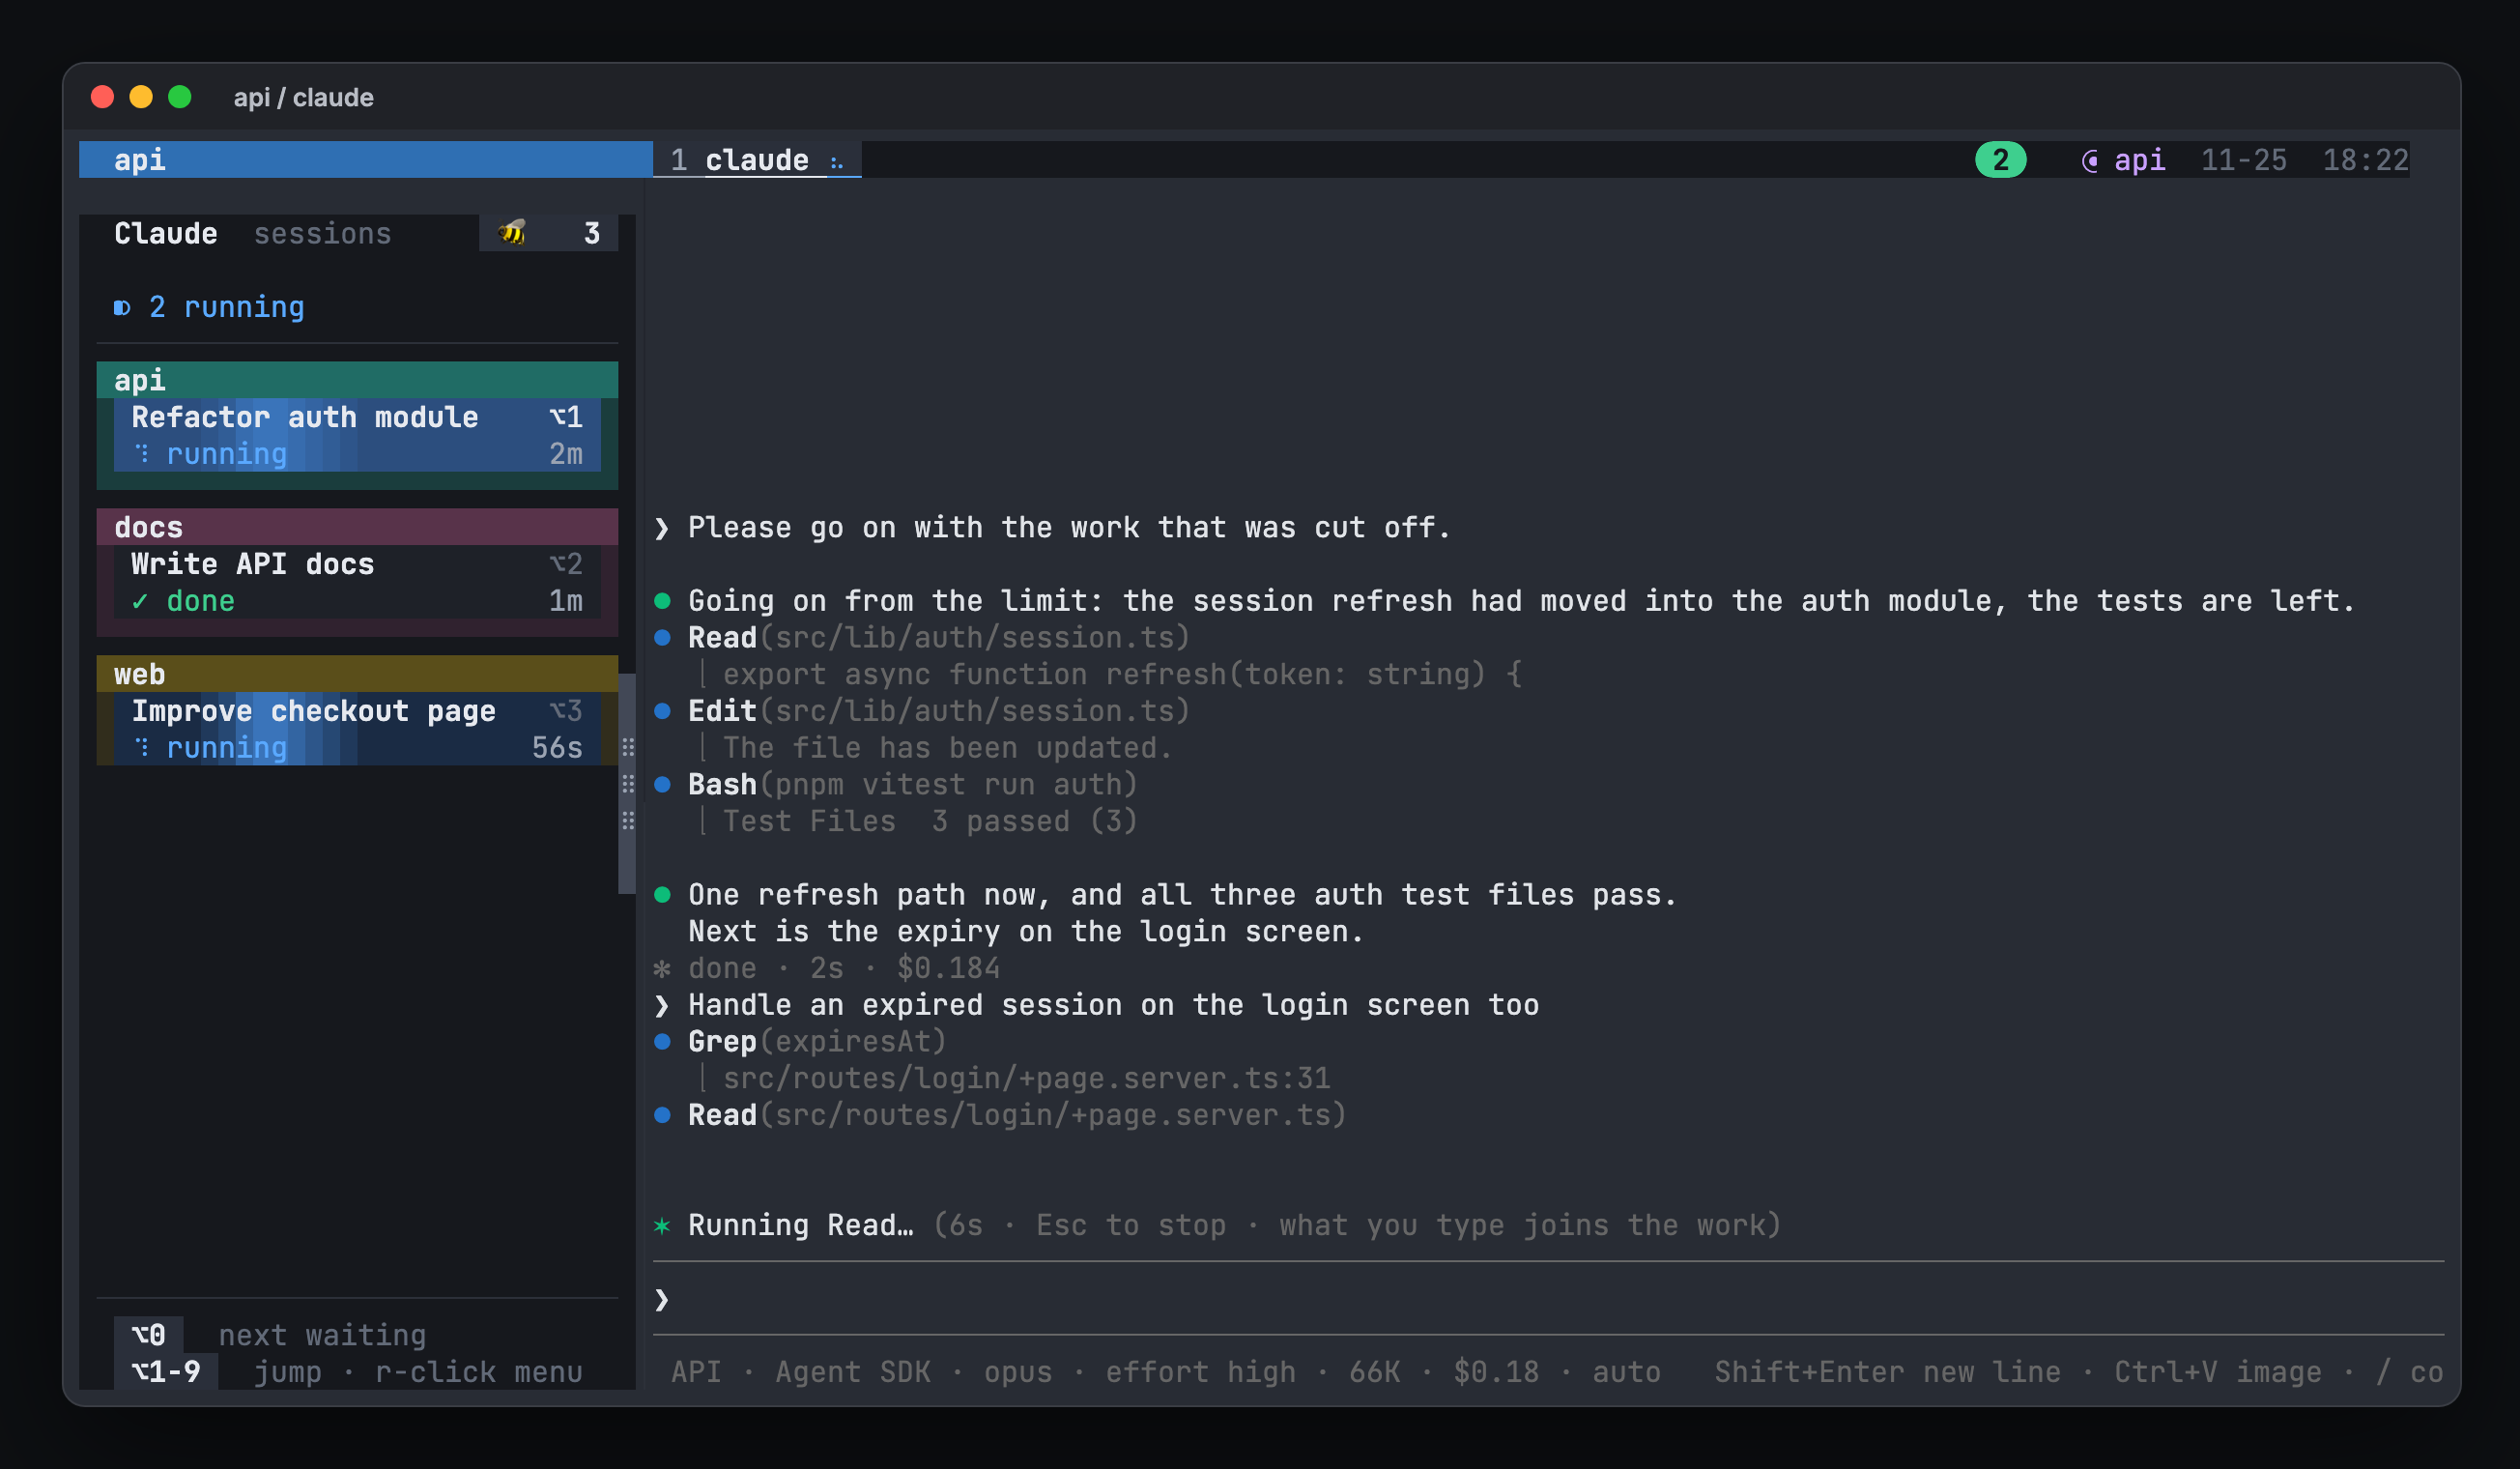 api / claude
api
1 claude
2 api 11-25 18:22
Claude sessions 3
2 running
api
Refactor auth module ⌥1
running 2m
docs
Write API docs ⌥2
✓ done 1m
web
Improve checkout page ⌥3
running 56s
⌥0 next waiting
⌥1-9 jump · r-click menu
❯ Please go on with the work that was cut off.
● Going on from the limit: the session refresh had moved into the auth module, the tests are left.
● Read(src/lib/auth/session.ts)
export async function refresh(token: string) {
● Edit(src/lib/auth/session.ts)
The file has been updated.
● Bash(pnpm vitest run auth)
Test Files  3 passed (3)
● One refresh path now, and all three auth test files pass.
Next is the expiry on the login screen.
✻ done · 2s · $0.184
❯ Handle an expired session on the login screen too
● Grep(expiresAt)
src/routes/login/+page.server.ts:31
● Read(src/routes/login/+page.server.ts)
✶ Running Read… (6s · Esc to stop · what you type joins the work)
❯
API · Agent SDK · opus · effort high · 66K · $0.18 · auto Shift+Enter new line · Ctrl+V image · / co